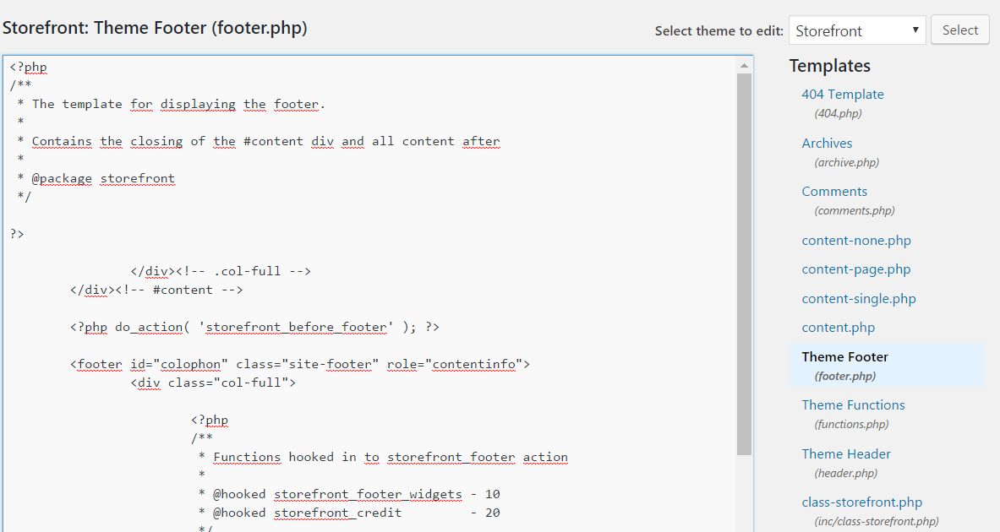 Storefront: Theme Footer (footer.php)
Select theme to edit: Storefront Select
<?php
/**
 * The template for displaying the footer.
 *
 * Contains the closing of the #content div and all content after
 *
 * @package storefront
 */
?>
</div><!-- .col-full -->
</div><!-- #content -->
<?php do_action( 'storefront_before_footer' ); ?>
<footer id="colophon" class="site-footer" role="contentinfo">
<div class="col-full">
<?php
/**
 * Functions hooked in to storefront_footer action
 *
 * @hooked storefront_footer_widgets - 10
 * @hooked storefront_credit         - 20
 */
Templates
404 Template
(404.php)
Archives
(archive.php)
Comments
(comments.php)
content-none.php
content-page.php
content-single.php
content.php
Theme Footer
(footer.php)
Theme Functions
(functions.php)
Theme Header
(header.php)
class-storefront.php
(inc/class-storefront.php)